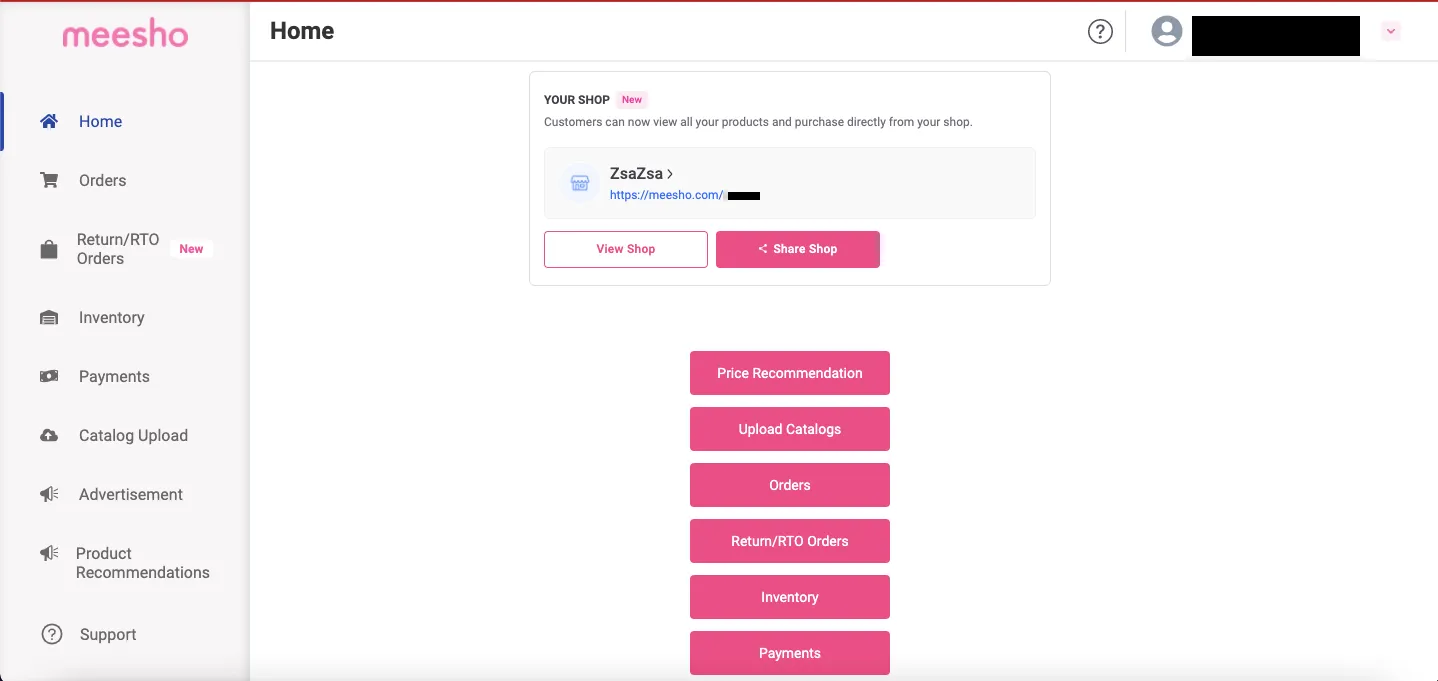 meesho
Home
Home
Orders
Return/RTO
Orders
New
Inventory
Payments
Catalog Upload
Advertisement
Product
Recommendations
Support
YOUR SHOP New
Customers can now view all your products and purchase directly from your shop.
ZsaZsa
https://meesho.com/
View Shop
Share Shop
Price Recommendation
Upload Catalogs
Orders
Return/RTO Orders
Inventory
Payments